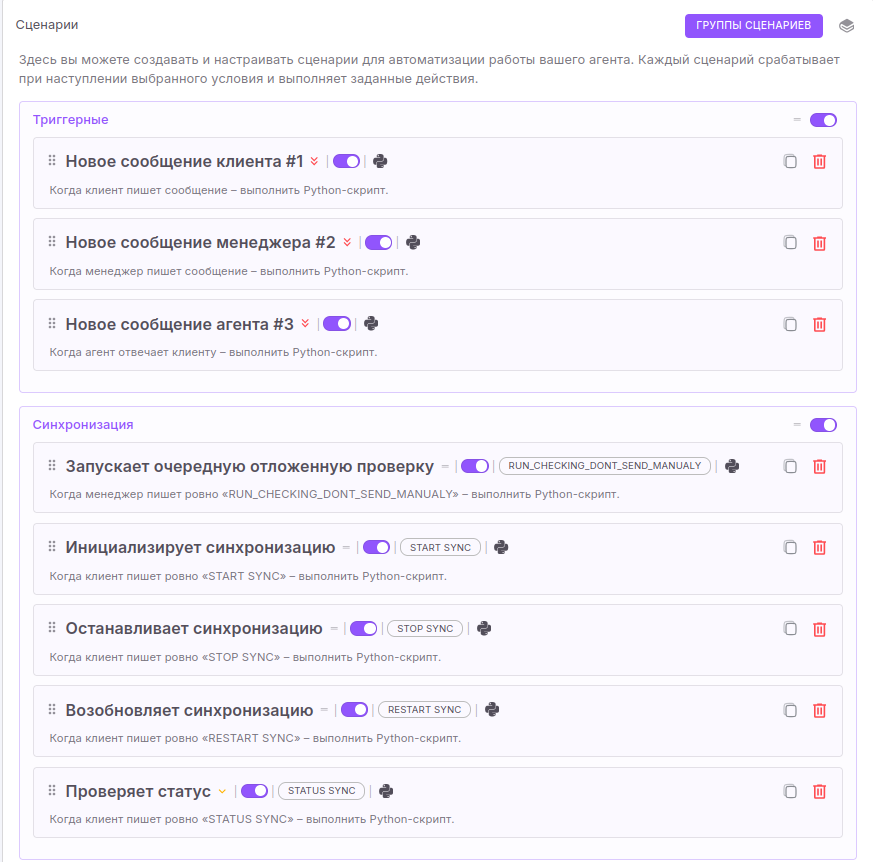 Сценарии
ГРУППЫ СЦЕНАРИЕВ
Здесь вы можете создавать и настраивать сценарии для автоматизации работы вашего агента. Каждый сценарий срабатывает
при наступлении выбранного условия и выполняет заданные действия.
Триггерные
Новое сообщение клиента #1
Когда клиент пишет сообщение – выполнить Python-скрипт.
Новое сообщение менеджера #2
Когда менеджер пишет сообщение – выполнить Python-скрипт.
Новое сообщение агента #3
Когда агент отвечает клиенту – выполнить Python-скрипт.
Синхронизация
Запускает очередную отложенную проверку RUN_CHECKING_DONT_SEND_MANUALY
Когда менеджер пишет ровно «RUN_CHECKING_DONT_SEND_MANUALY» – выполнить Python-скрипт.
Инициализирует синхронизацию START SYNC
Когда клиент пишет ровно «START SYNC» – выполнить Python-скрипт.
Останавливает синхронизацию STOP SYNC
Когда клиент пишет ровно «STOP SYNC» – выполнить Python-скрипт.
Возобновляет синхронизацию RESTART SYNC
Когда клиент пишет ровно «RESTART SYNC» – выполнить Python-скрипт.
Проверяет статус STATUS SYNC
Когда клиент пишет ровно «STATUS SYNC» – выполнить Python-скрипт.